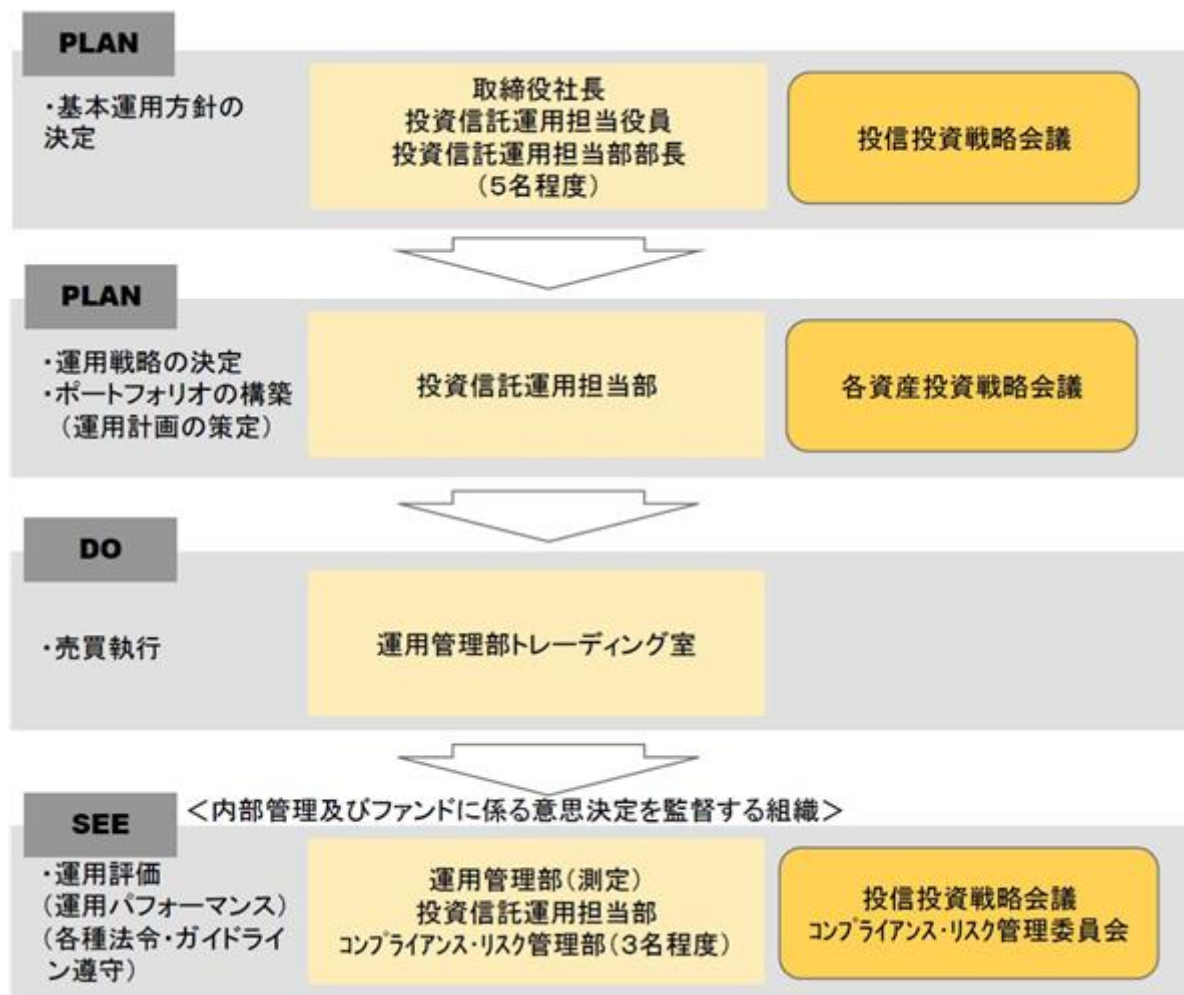 PLAN
・基本運用方針の
決定
取締役社長
投資信託運用担当役員
投資信託運用担当部部長
（５名程度）
投信投資戦略会議
PLAN
・運用戦略の決定
・ポートフォリオの構築
（運用計画の策定）
投資信託運用担当部
各資産投資戦略会議
DO
・売買執行
運用管理部トレーディング室
＜内部管理及びファンドに係る意思決定を監督する組織＞
SEE
・運用評価
（運用パフォーマンス）
（各種法令・ガイドライ
ン遵守）
運用管理部（測定）
投資信託運用担当部
ｺﾝﾌﾟﾗｲｱﾝｽ・ﾘｽｸ管理部（３名程度）
投信投資戦略会議
ｺﾝﾌﾟﾗｲｱﾝｽ・ﾘｽｸ管理委員会